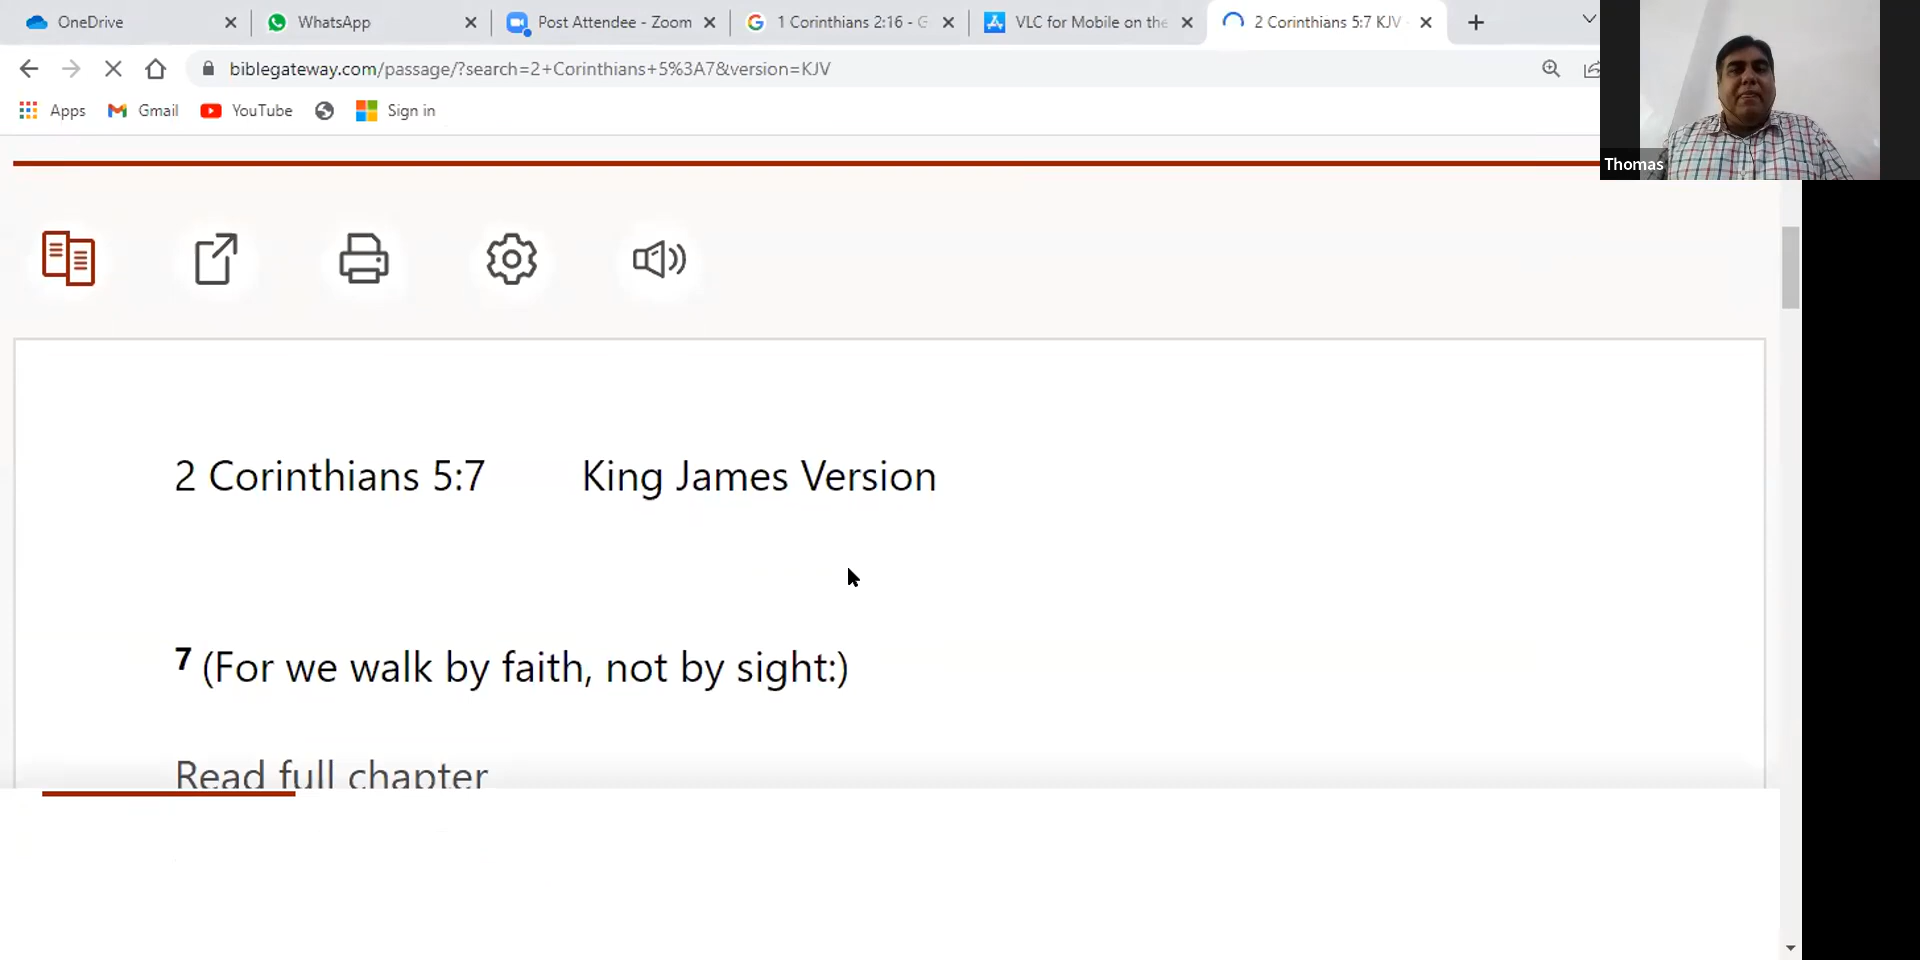 OneDrive
WhatsApp
Post Attendee - Zoom
1 Corinthians 2:16 - G
VLC for Mobile on the
2 Corinthians 5:7 KJV
biblegateway.com/passage/?search=2+Corinthians+5%3A7&version=KJV
Apps
Gmail
YouTube
Sign in
Thomas
2 Corinthians 5:7 King James Version
7 (For we walk by faith, not by sight:)
Read full chapter